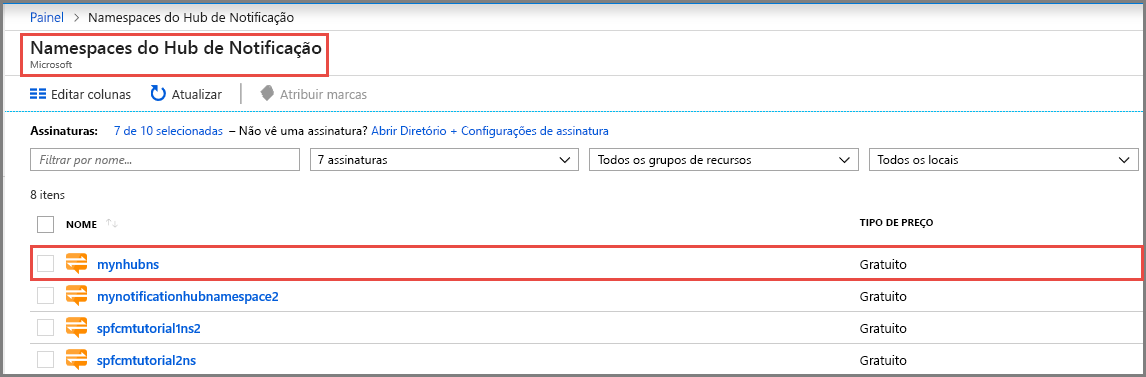 Painel > Namespaces do Hub de Notificação
Namespaces do Hub de Notificação
Microsoft
Editar colunas Atualizar Atribuir marcas
Assinaturas: 7 de 10 selecionadas – Não vê uma assinatura? Abrir Diretório + Configurações de assinatura
Filtrar por nome... 7 assinaturas Todos os grupos de recursos Todos os locais
8 itens
NOME TIPO DE PREÇO
mynhubns Gratuito
mynotificationhubnamespace2 Gratuito
spfcmtutorial1ns2 Gratuito
spfcmtutorial2ns Gratuito